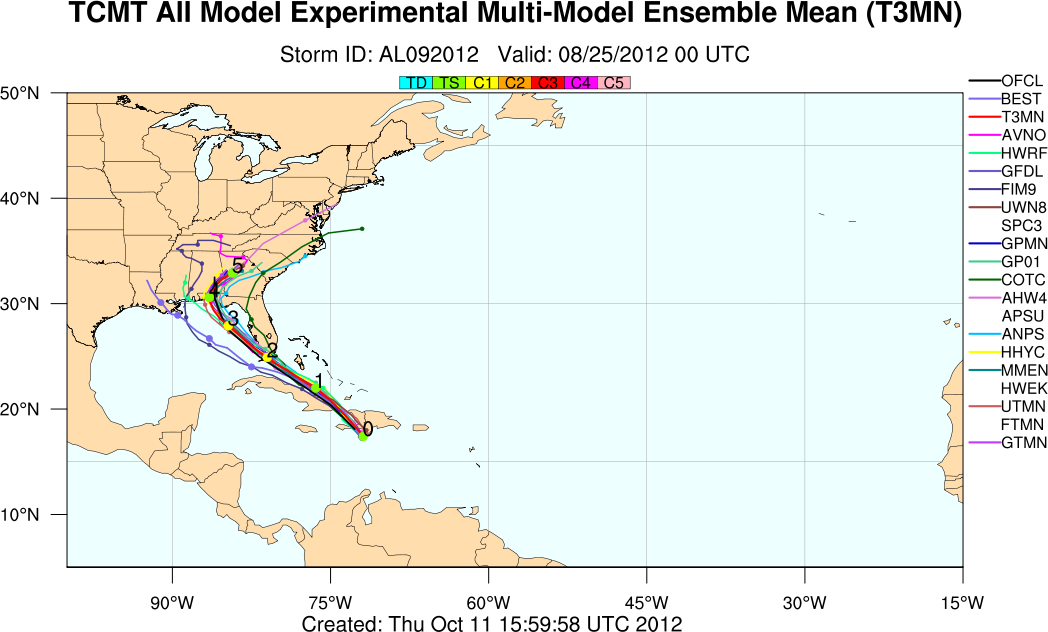 TCMT All Model Experimental Multi-Model Ensemble Mean (T3MN)
Storm ID: AL092012 Valid: 08/25/2012 00 UTC
TD TS C1 C2 C3 C4 C5
50°N
40°N
30°N
20°N
10°N
5
4
3
2
1
0
90°W 75°W 60°W 45°W 30°W 15°W
Created: Thu Oct 11 15:59:58 UTC 2012
OFCL
BEST
T3MN
AVNO
HWRF
GFDL
FIM9
UWN8
SPC3
GPMN
GP01
COTC
AHW4
APSU
ANPS
HHYC
MMEN
HWEK
UTMN
FTMN
GTMN